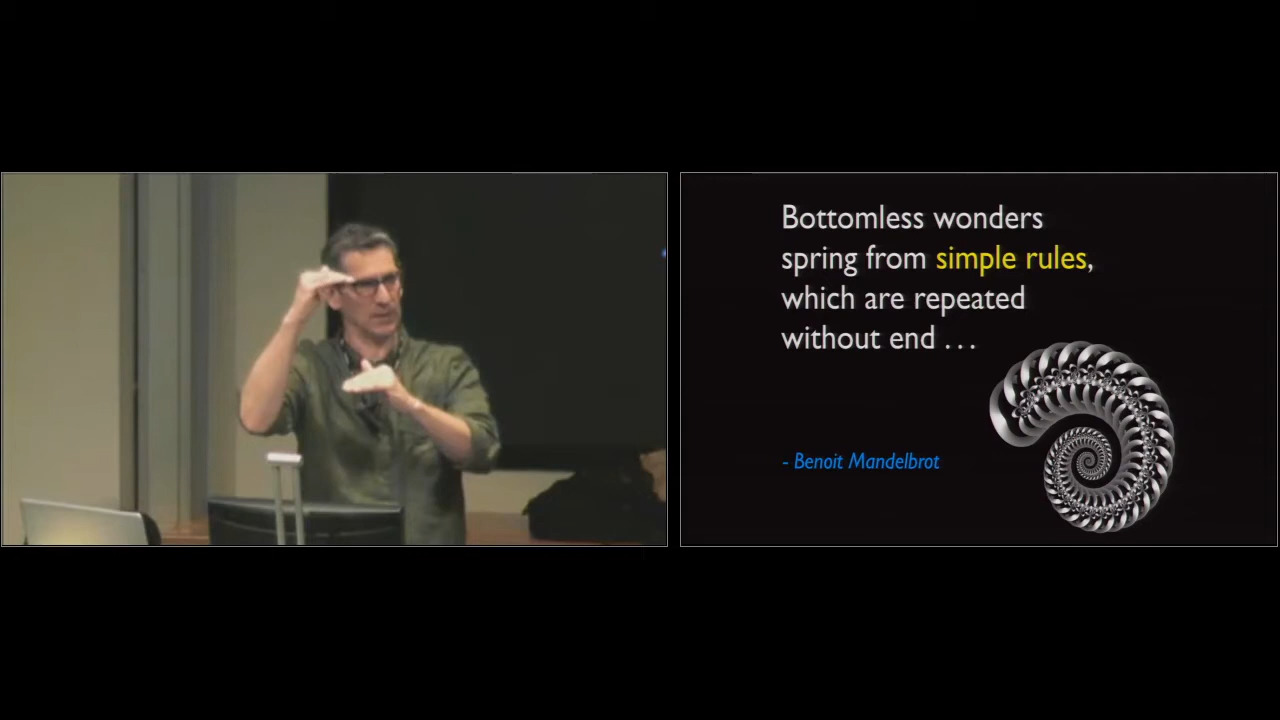 Bottomless wonders
spring from simple rules,
which are repeated
without end . . .
- Benoit Mandelbrot